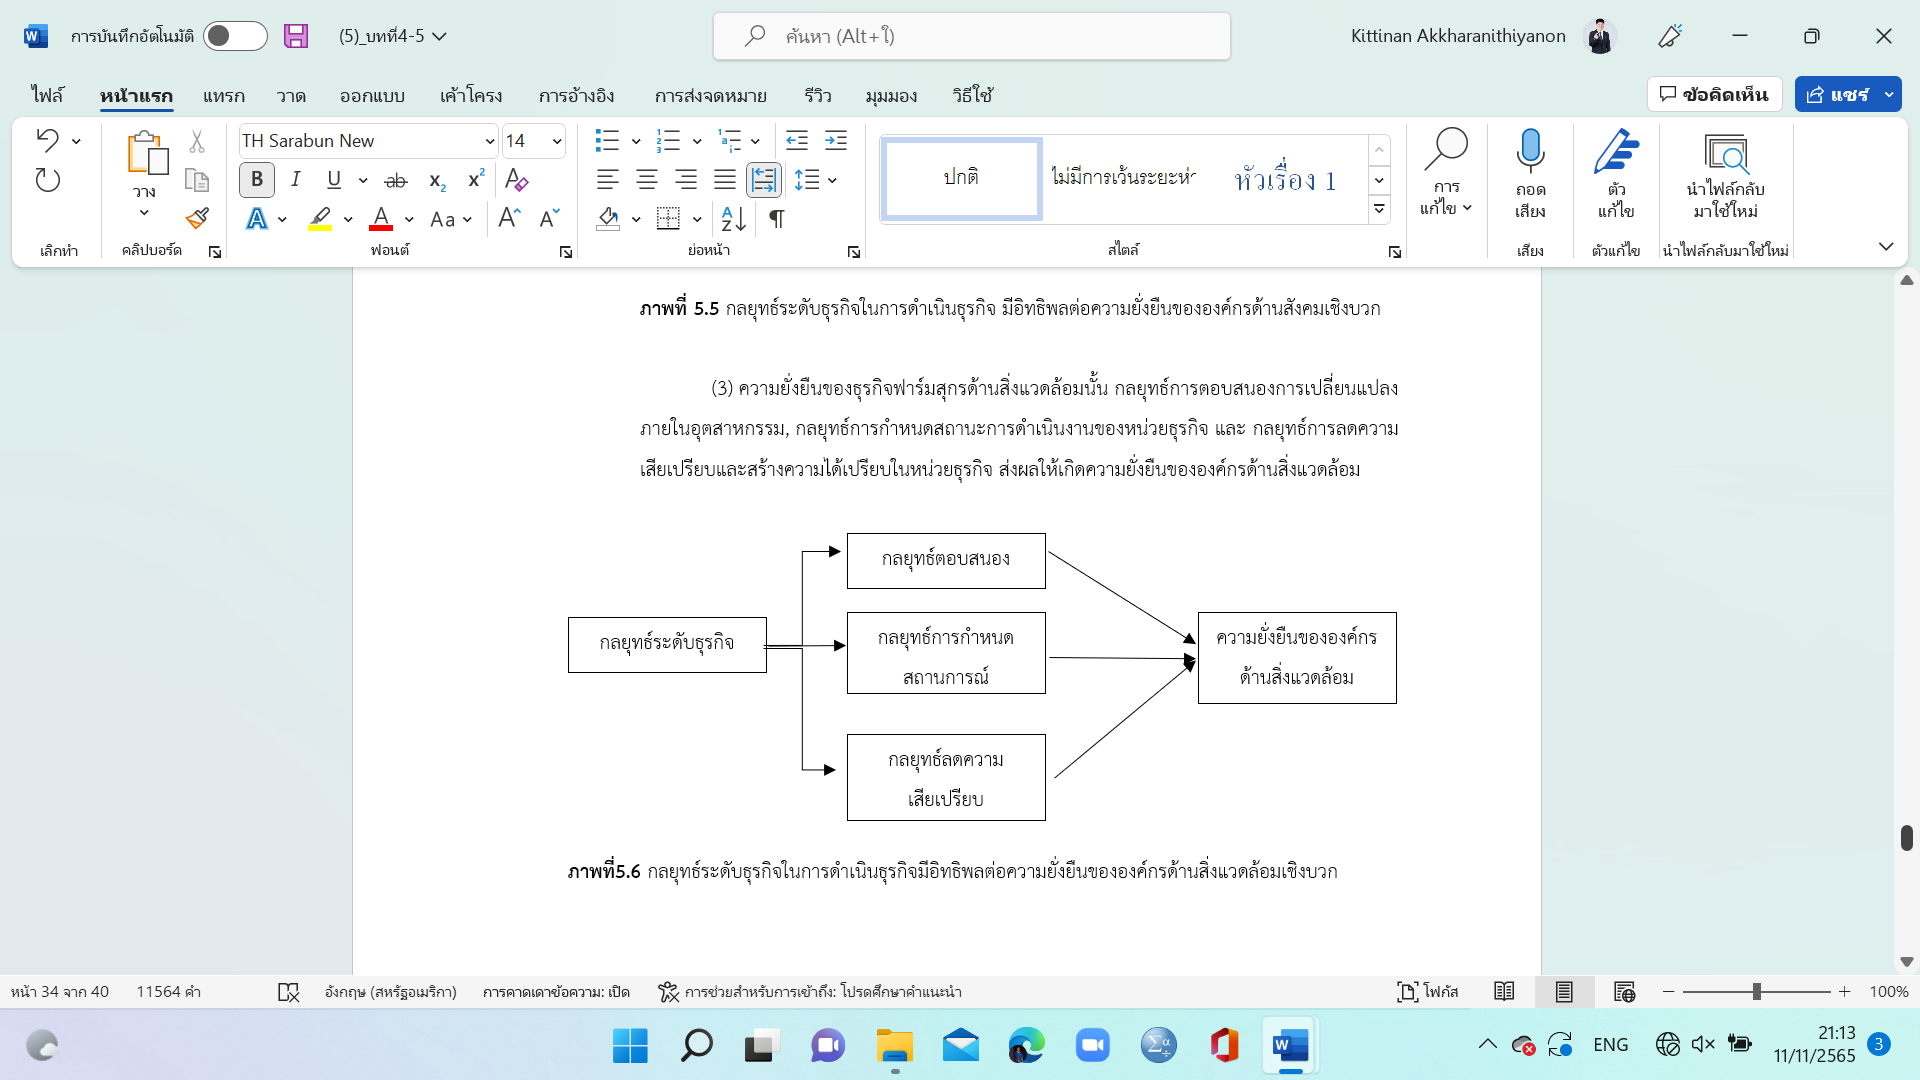 การบันทึกอัตโนมัติ
(5)_บทที่4-5
ค้นหา (Alt+ใ)
Kittinan Akkharanithiyanon
ไฟล์ หน้าแรก แทรก วาด ออกแบบ เค้าโครง การอ้างอิง การส่งจดหมาย รีวิว มุมมอง วิธีใช้
ข้อคิดเห็น แชร์
TH Sarabun New 14
วาง
B I U ab x₂ x² A
A A Aa A A
ปกติ ไม่มีการเว้นระยะห่า หัวเรื่อง 1
การแก้ไข
ถอดเสียง
ตัวแก้ไข
นำไฟล์กลับมาใช้ใหม่
เลิกทำ คลิปบอร์ด ฟอนต์ ย่อหน้า สไตล์ เสียง ตัวแก้ไข นำไฟล์กลับมาใช้ใหม่
ภาพที่ 5.5 กลยุทธ์ระดับธุรกิจในการดำเนินธุรกิจ มีอิทธิพลต่อความยั่งยืนขององค์กรด้านสังคมเชิงบวก
(3) ความยั่งยืนของธุรกิจฟาร์มสุกรด้านสิ่งแวดล้อมนั้น กลยุทธ์การตอบสนองการเปลี่ยนแปลง
ภายในอุตสาหกรรม, กลยุทธ์การกำหนดสถานะการดำเนินงานของหน่วยธุรกิจ และ กลยุทธ์การลดความ
เสียเปรียบและสร้างความได้เปรียบในหน่วยธุรกิจ ส่งผลให้เกิดความยั่งยืนขององค์กรด้านสิ่งแวดล้อม
กลยุทธ์ระดับธุรกิจ
กลยุทธ์ตอบสนอง
กลยุทธ์การกำหนด
สถานการณ์
กลยุทธ์ลดความ
เสียเปรียบ
ความยั่งยืนขององค์กร
ด้านสิ่งแวดล้อม
ภาพที่5.6 กลยุทธ์ระดับธุรกิจในการดำเนินธุรกิจมีอิทธิพลต่อความยั่งยืนขององค์กรด้านสิ่งแวดล้อมเชิงบวก
หน้า 34 จาก 40 11564 คำ อังกฤษ (สหรัฐอเมริกา) การคาดเดาข้อความ: เปิด การช่วยสำหรับการเข้าถึง: โปรดศึกษาคำแนะนำ โฟกัส 100%
ENG
21:13
11/11/2565
3